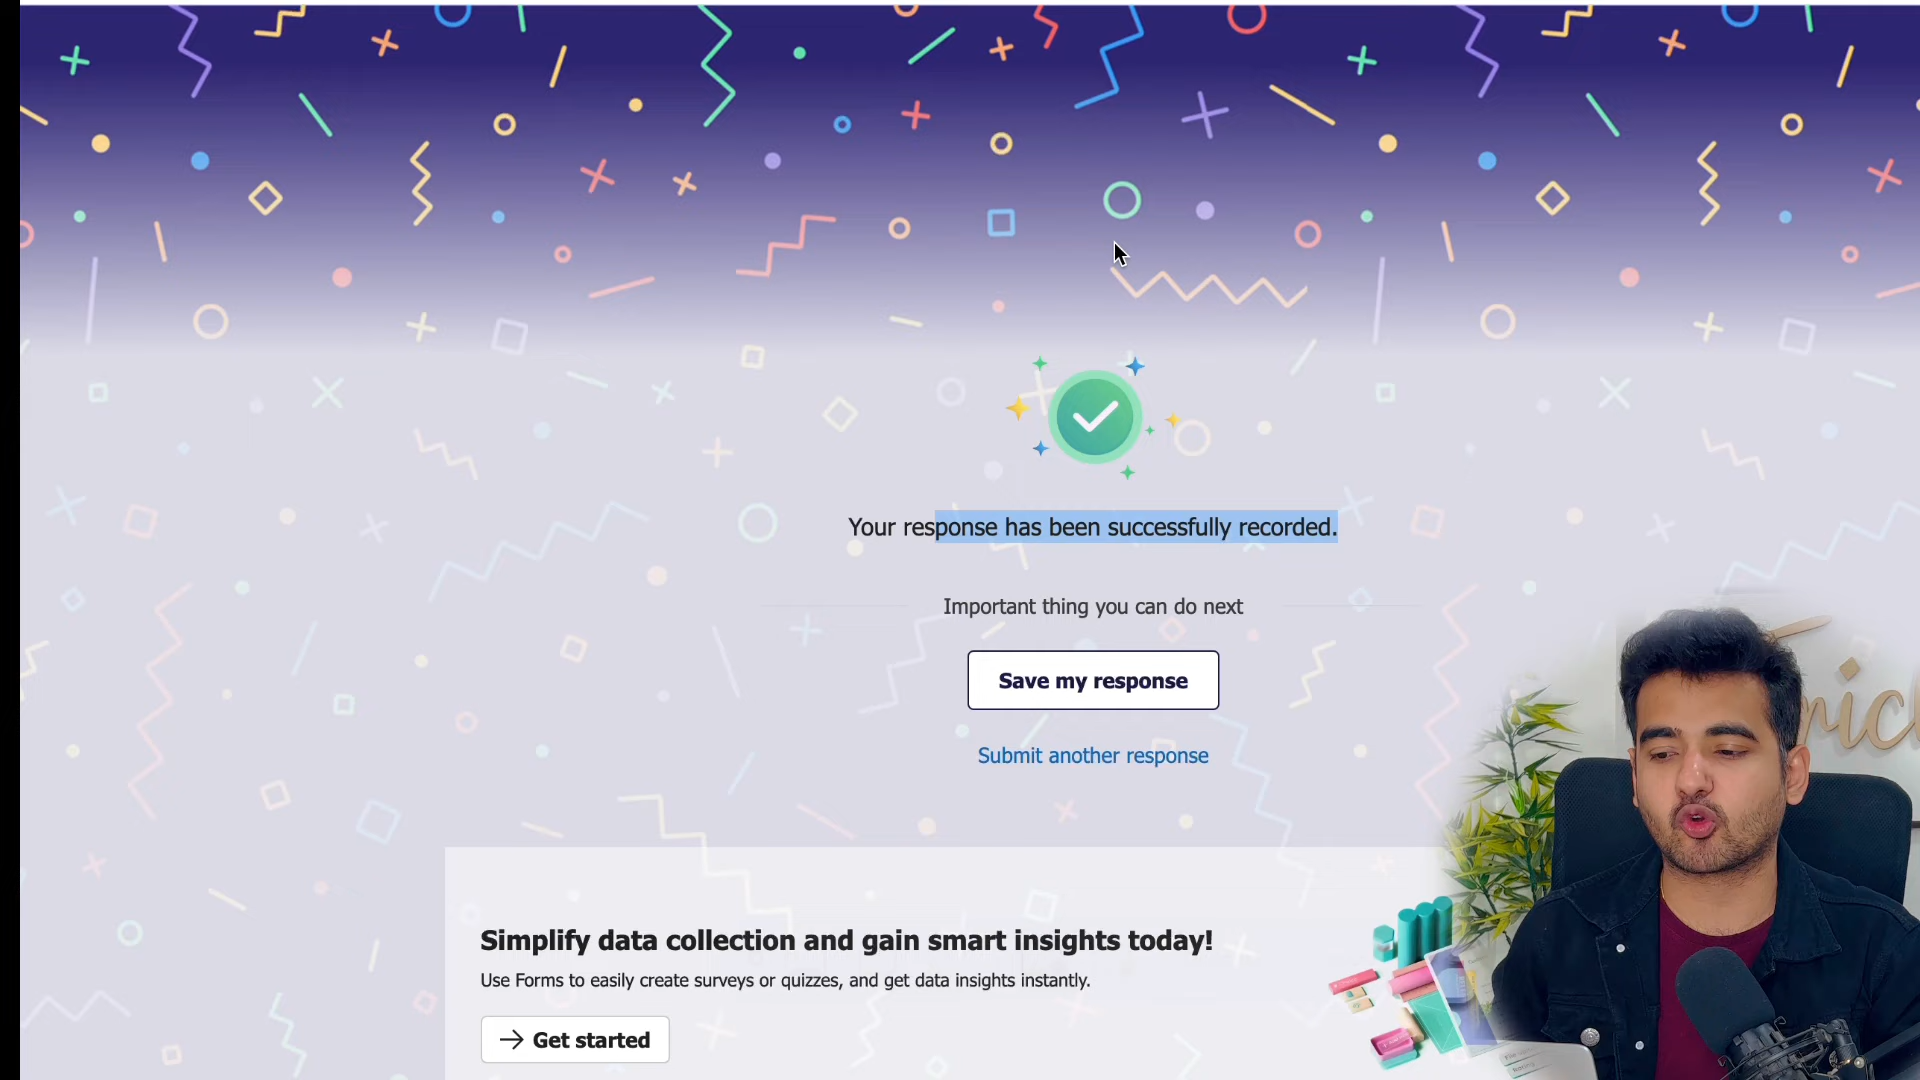 Your response has been successfully recorded.
Important thing you can do next
Save my response
Submit another response
Simplify data collection and gain smart insights today!
Use Forms to easily create surveys or quizzes, and get data insights instantly.
Get started